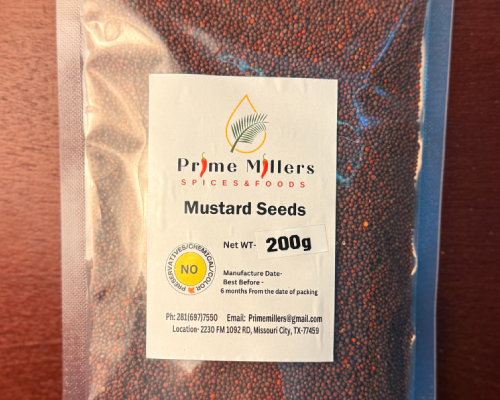 Prime Millers
SPICES&FOODS
Mustard Seeds
Net WT- 200g
PRESERVATIVES/CHEMICAL/COLOR
NO
Manufacture Date-
Best Before -
6 months From the date of packing
Ph: 281(697)7550 Email: Primemillers@gmail.com
Location- 2230 FM 1092 RD, Missouri City, TX-77459